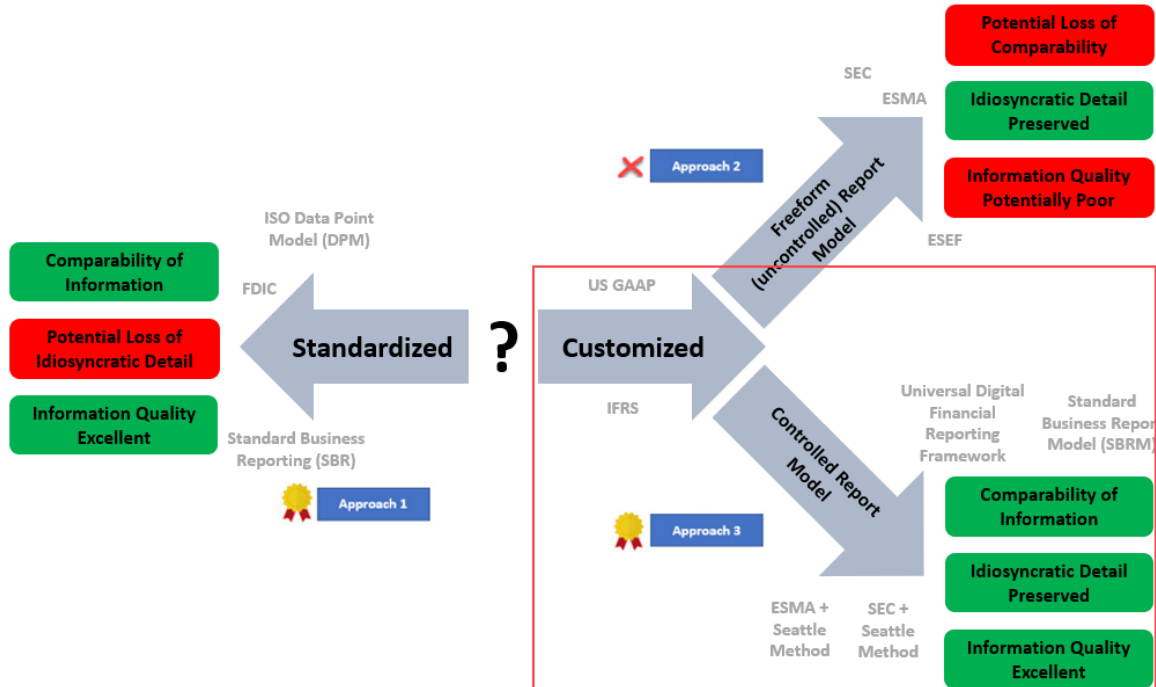 Potential Loss of
Comparability
SEC
ESMA
Idiosyncratic Detail
Preserved
Approach 2
Information Quality
Potentially Poor
Freeform
(uncontrolled) Report
Model
ESEF
ISO Data Point
Model (DPM)
Comparability of
Information
FDIC
Potential Loss of
Idiosyncratic Detail
Standardized
Information Quality
Excellent
Standard Business
Reporting (SBR)
Approach 1
?
US GAAP
Customized
IFRS
Controlled Report
Model
Universal Digital
Financial
Reporting
Framework
Standard
Business Repor
Model (SBRM)
Approach 3
Comparability of
Information
Idiosyncratic Detail
Preserved
ESMA +
Seattle
Method
SEC +
Seattle
Method
Information Quality
Excellent